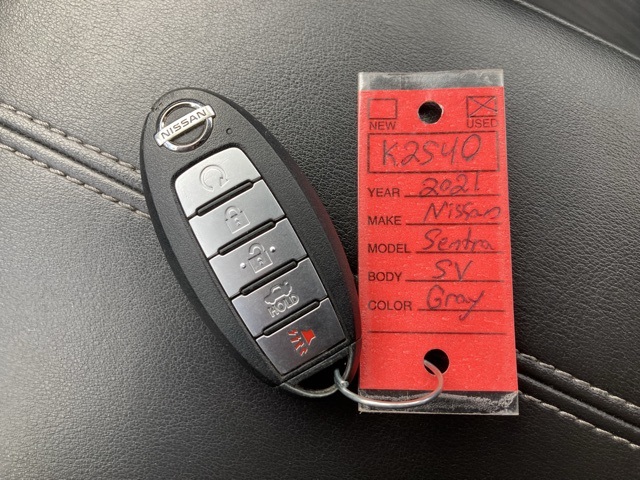 NISSAN
HOLD
NEW USED
K2540
YEAR 2021
MAKE Nissan
MODEL Sentra
BODY SV
COLOR Gray